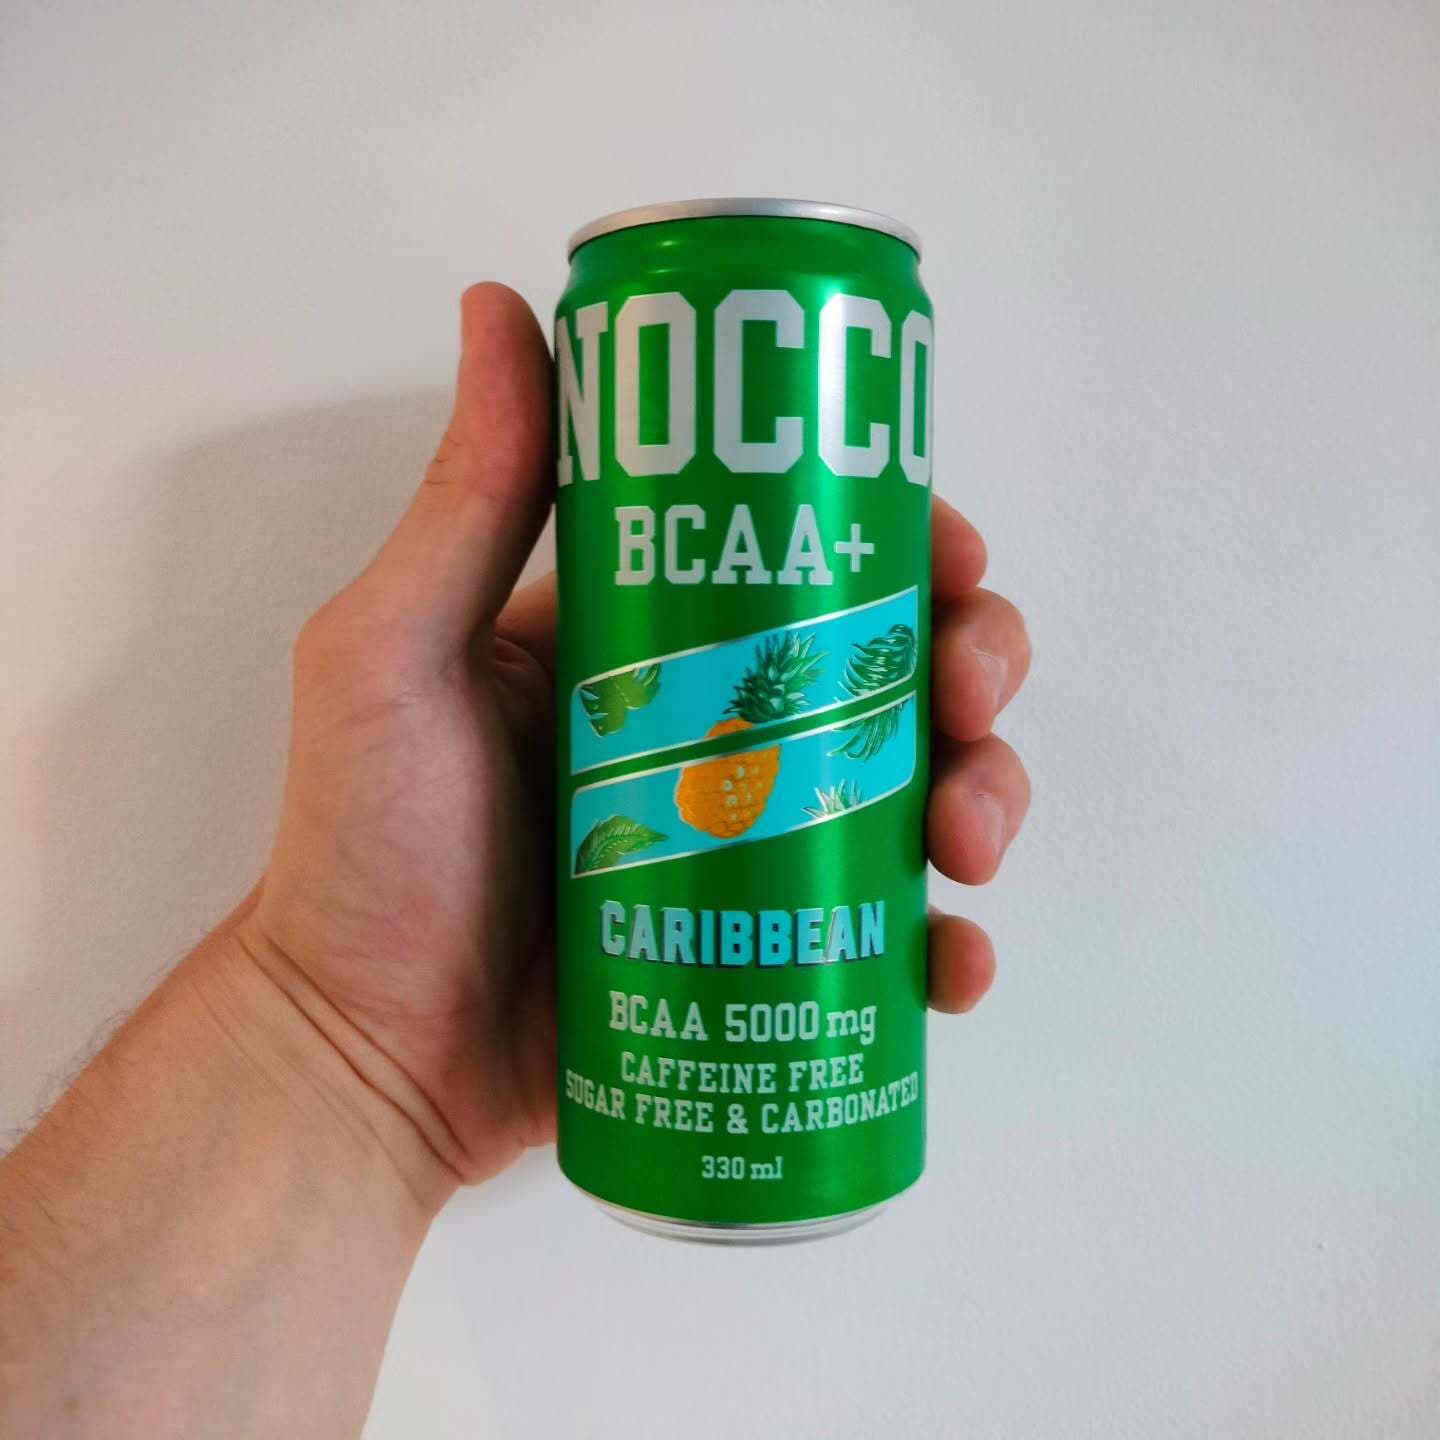 NOCCO
BCAA+
CARIBBEAN
BCAA 5000 mg
CAFFEINE FREE
SUGAR FREE & CARBONATED
330 ml